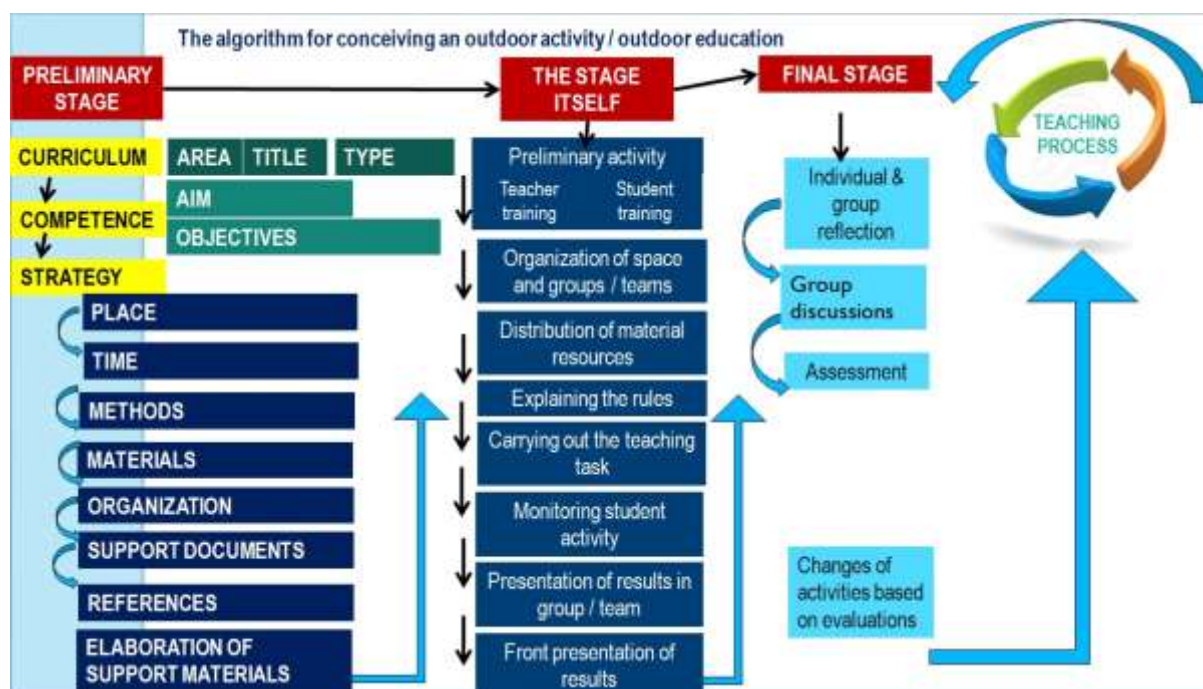 The algorithm for conceiving an outdoor activity / outdoor education
PRELIMINARY
STAGE
THE STAGE
ITSELF
FINAL STAGE
TEACHING
PROCESS
CURRICULUM
AREA
TITLE
TYPE
COMPETENCE
AIM
OBJECTIVES
STRATEGY
PLACE
TIME
METHODS
MATERIALS
ORGANIZATION
SUPPORT DOCUMENTS
REFERENCES
ELABORATION OF
SUPPORT MATERIALS
Preliminary activity
Teacher
training
Student
training
Organization of space
and groups / teams
Distribution of material
resources
Explaining the rules
Carrying out the teaching
task
Monitoring student
activity
Presentation of results in
group / team
Front presentation of
results
Individual &
group
reflection
Group
discussions
Assessment
Changes of
activities based
on evaluations